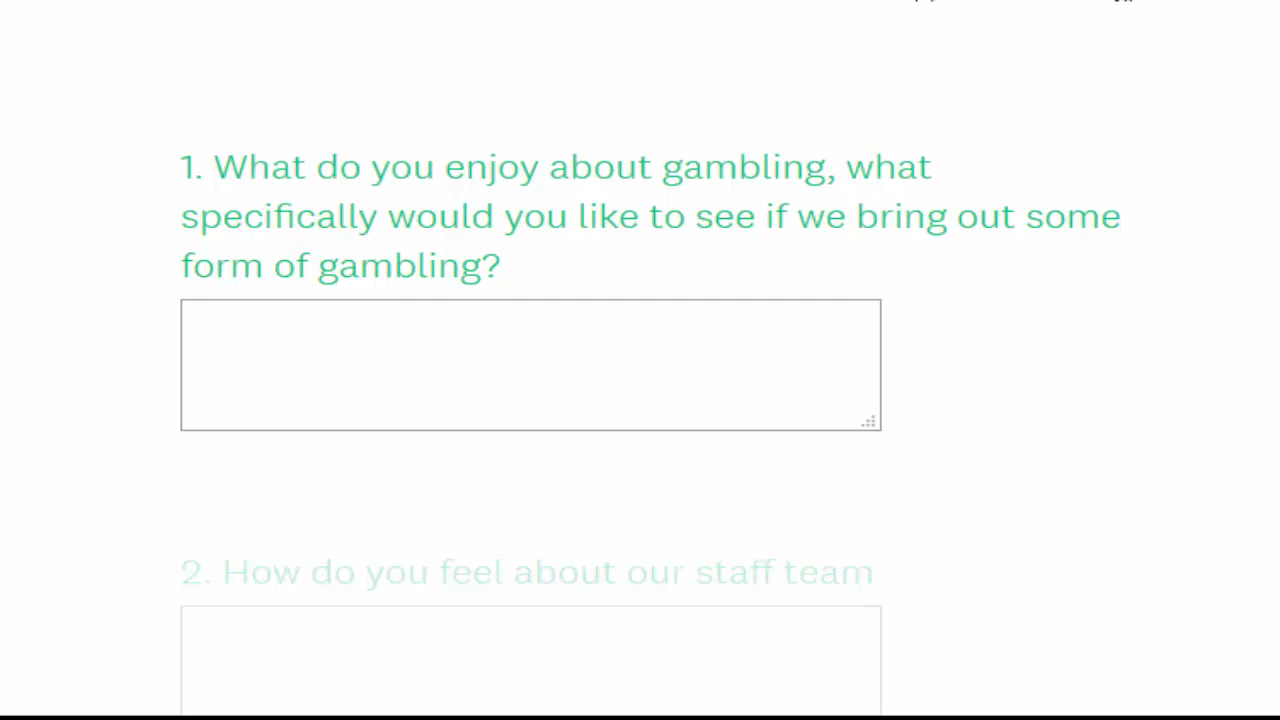 1. What do you enjoy about gambling, what
specifically would you like to see if we bring out some
form of gambling?
2. How do you feel about our staff team